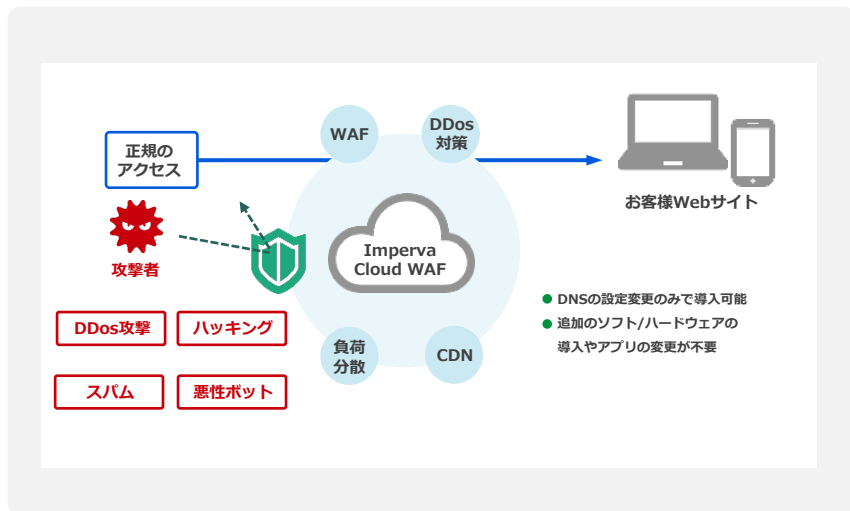 WAF
DDos
対策
正規の
アクセス
お客様Webサイト
攻撃者
Imperva
Cloud WAF
DDos攻撃
ハッキング
スパム
悪性ボット
負荷
分散
CDN
● DNSの設定変更のみで導入可能
● 追加のソフト/ハードウェアの
導入やアプリの変更が不要